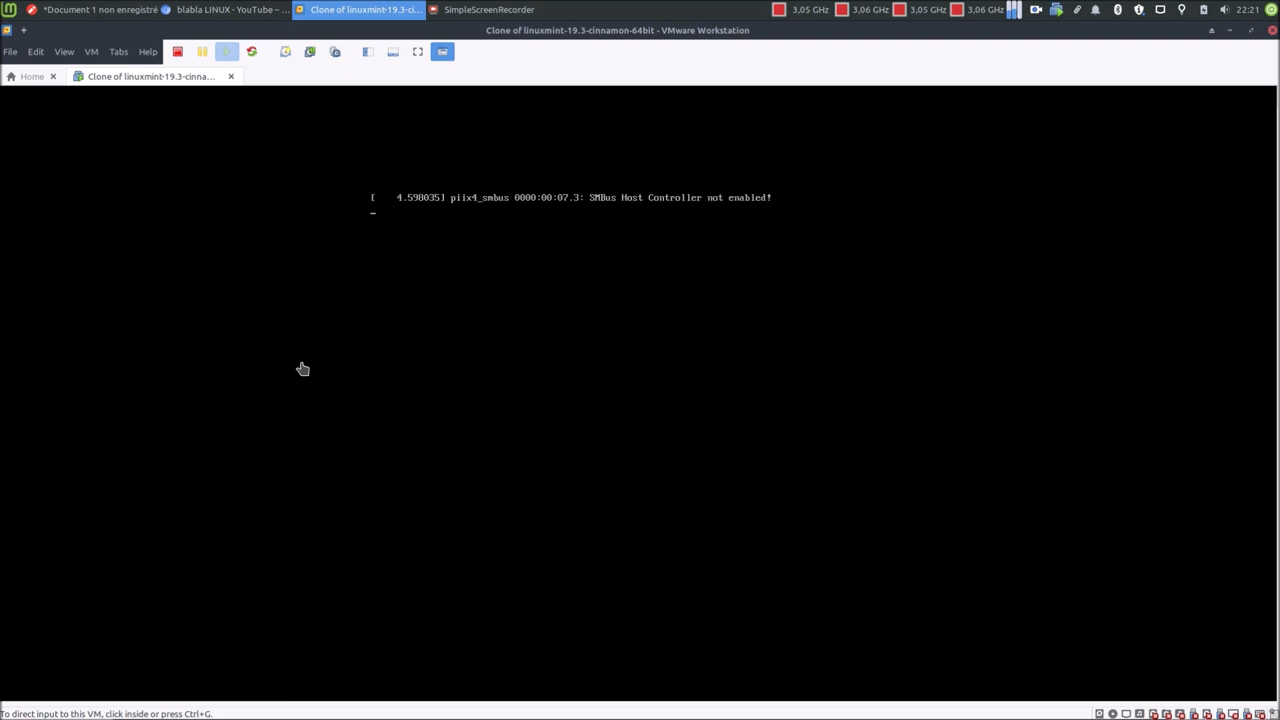 *Document 1 non enregistré
blabla LINUX - YouTube – ...
Clone of linuxmint-19.3-ci...
SimpleScreenRecorder
3,05 GHz
3,06 GHz
3,05 GHz
3,06 GHz
22:21
Clone of linuxmint-19.3-cinnamon-64bit - VMware Workstation
File Edit View VM Tabs Help
Home
Clone of linuxmint-19.3-cinna...
[    4.598035] piix4_smbus 0000:00:07.3: SMBus Host Controller not enabled!
To direct input to this VM, click inside or press Ctrl+G.